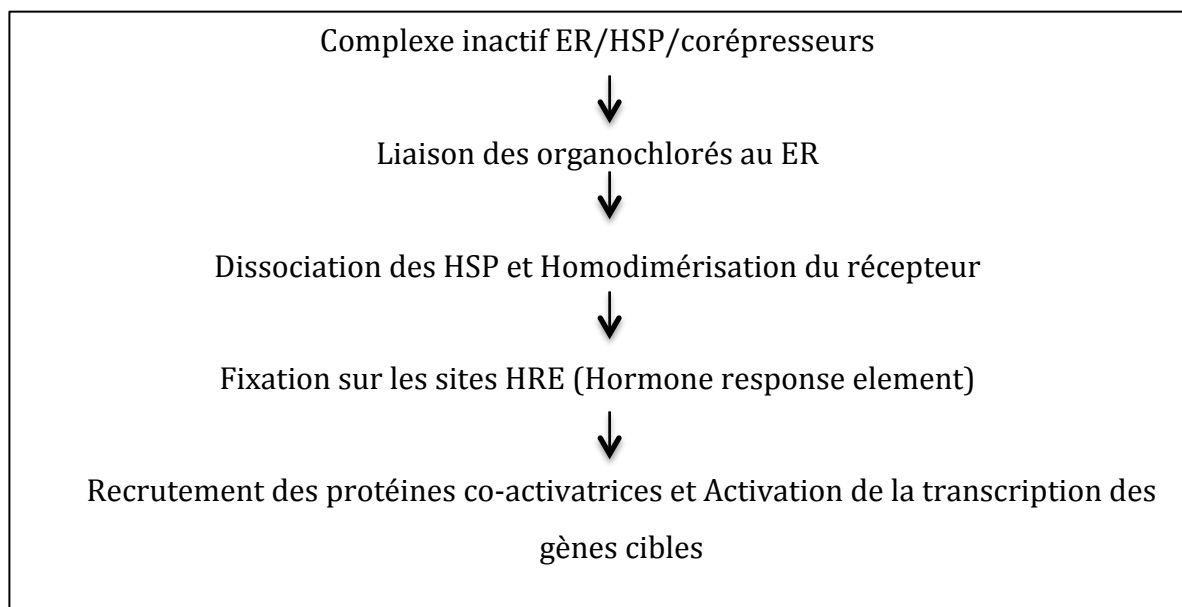 Complexe inactif ER/HSP/corépresseurs
Liaison des organochlorés au ER
Dissociation des HSP et Homodimérisation du récepteur
Fixation sur les sites HRE (Hormone response element)
Recrutement des protéines co-activatrices et Activation de la transcription des
gènes cibles